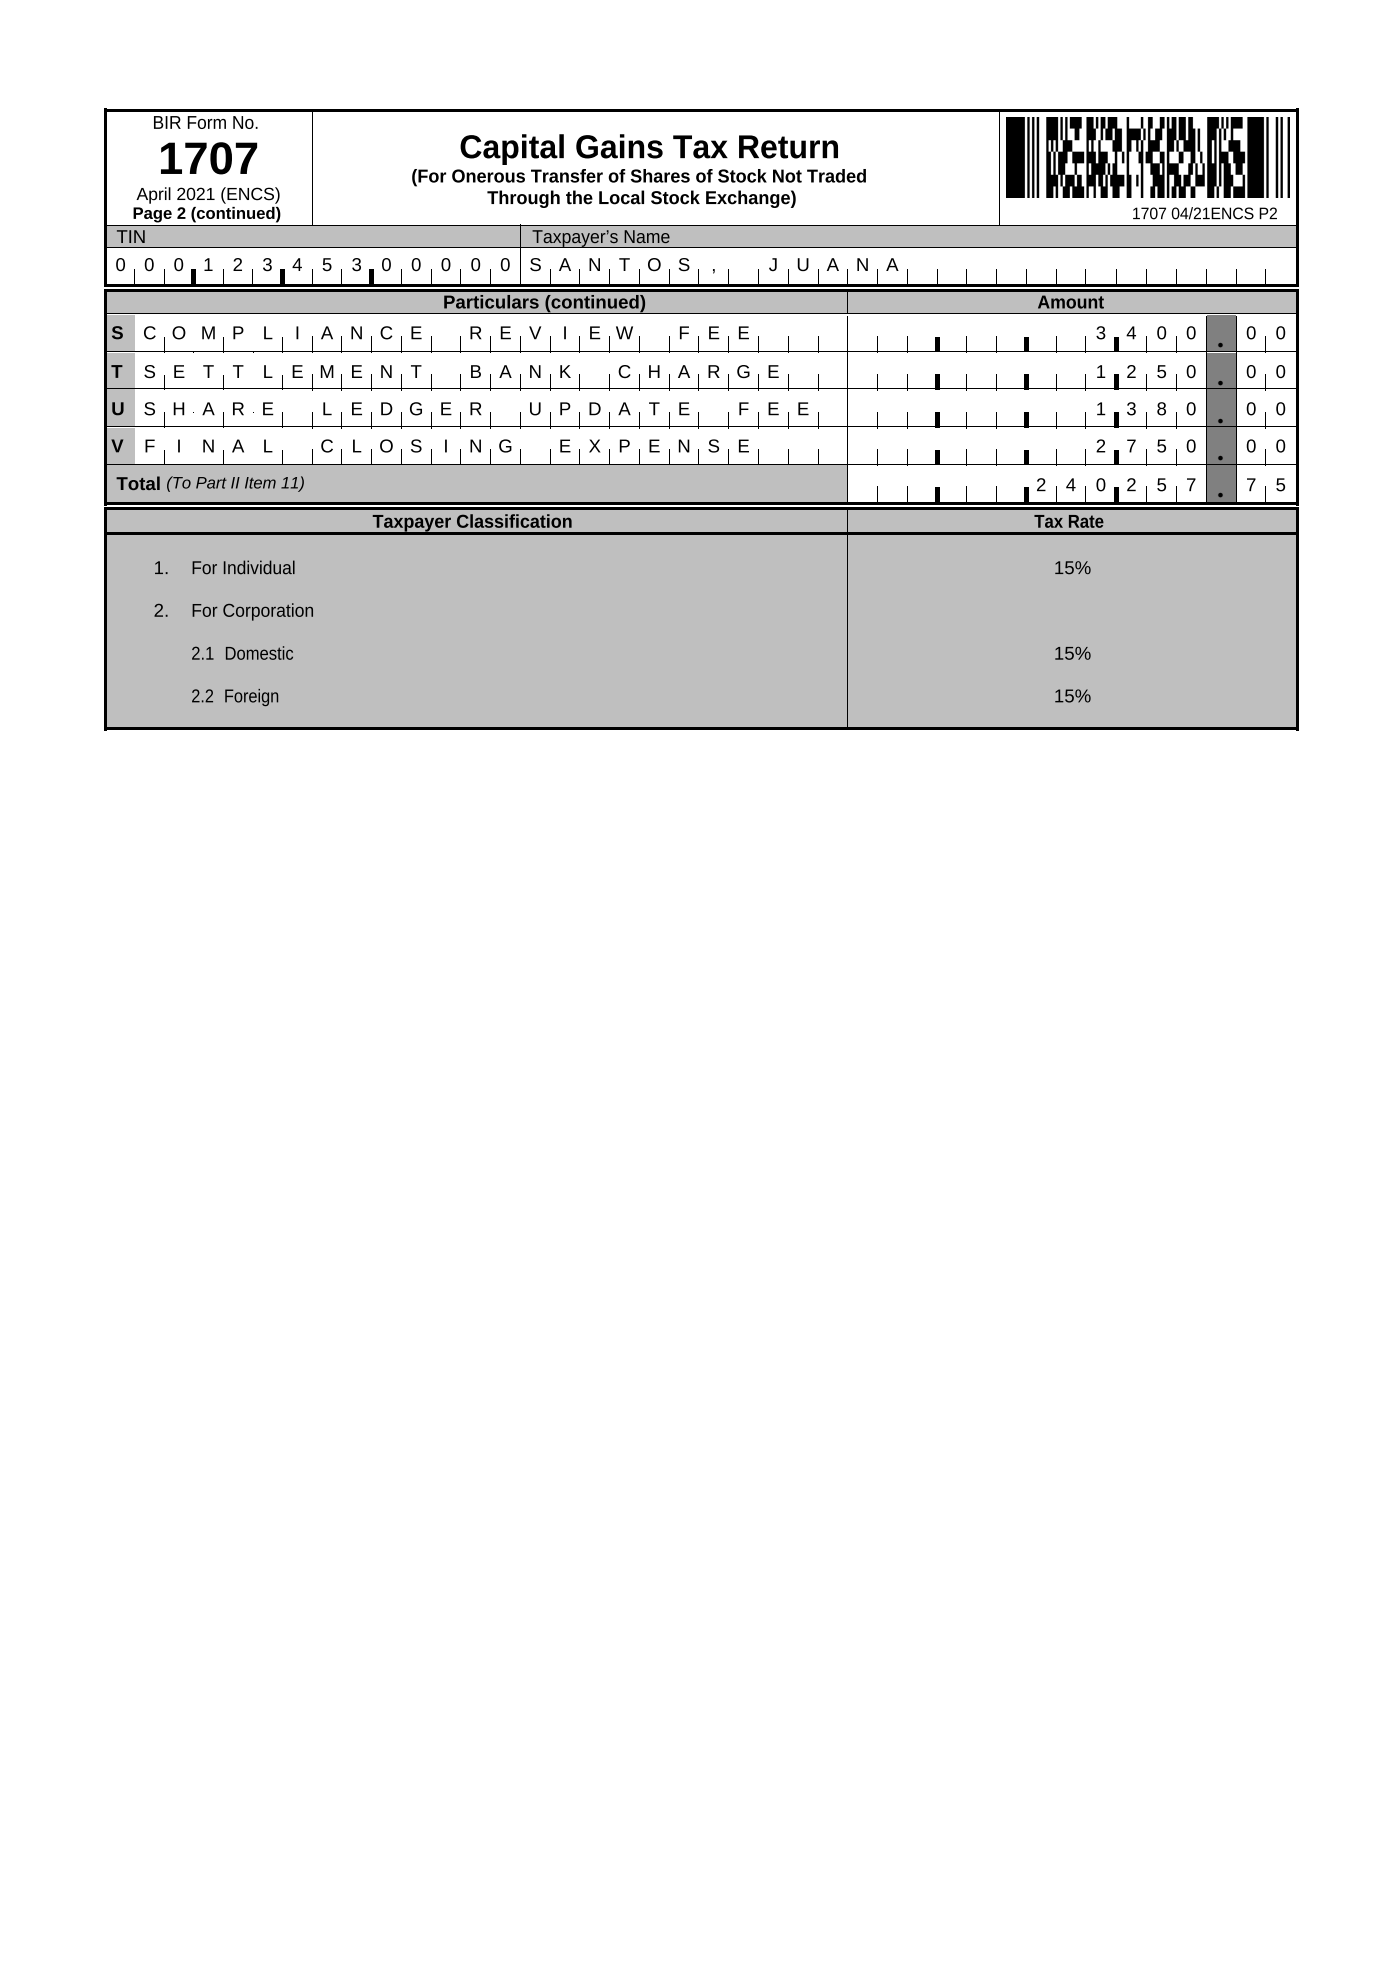 BIR Form No.
1707
April 2021 (ENCS)
Page 2 (continued)
Capital Gains Tax Return
(For Onerous Transfer of Shares of Stock Not Traded
Through the Local Stock Exchange)
1707 04/21ENCS P2
TIN Taxpayer’s Name
00012345300000 SANTOS, JUANA
Particulars (continued) Amount
S COMPLIANCE REVIEW FEE 3400.00
T SETTLEMENT BANK CHARGE 1250.00
U SHARE LEDGER UPDATE FEE 1380.00
V FINAL CLOSING EXPENSE 2750.00
Total (To Part II Item 11) 240257.75
Taxpayer Classification Tax Rate
1. For Individual 15%
2. For Corporation
2.1 Domestic 15%
2.2 Foreign 15%